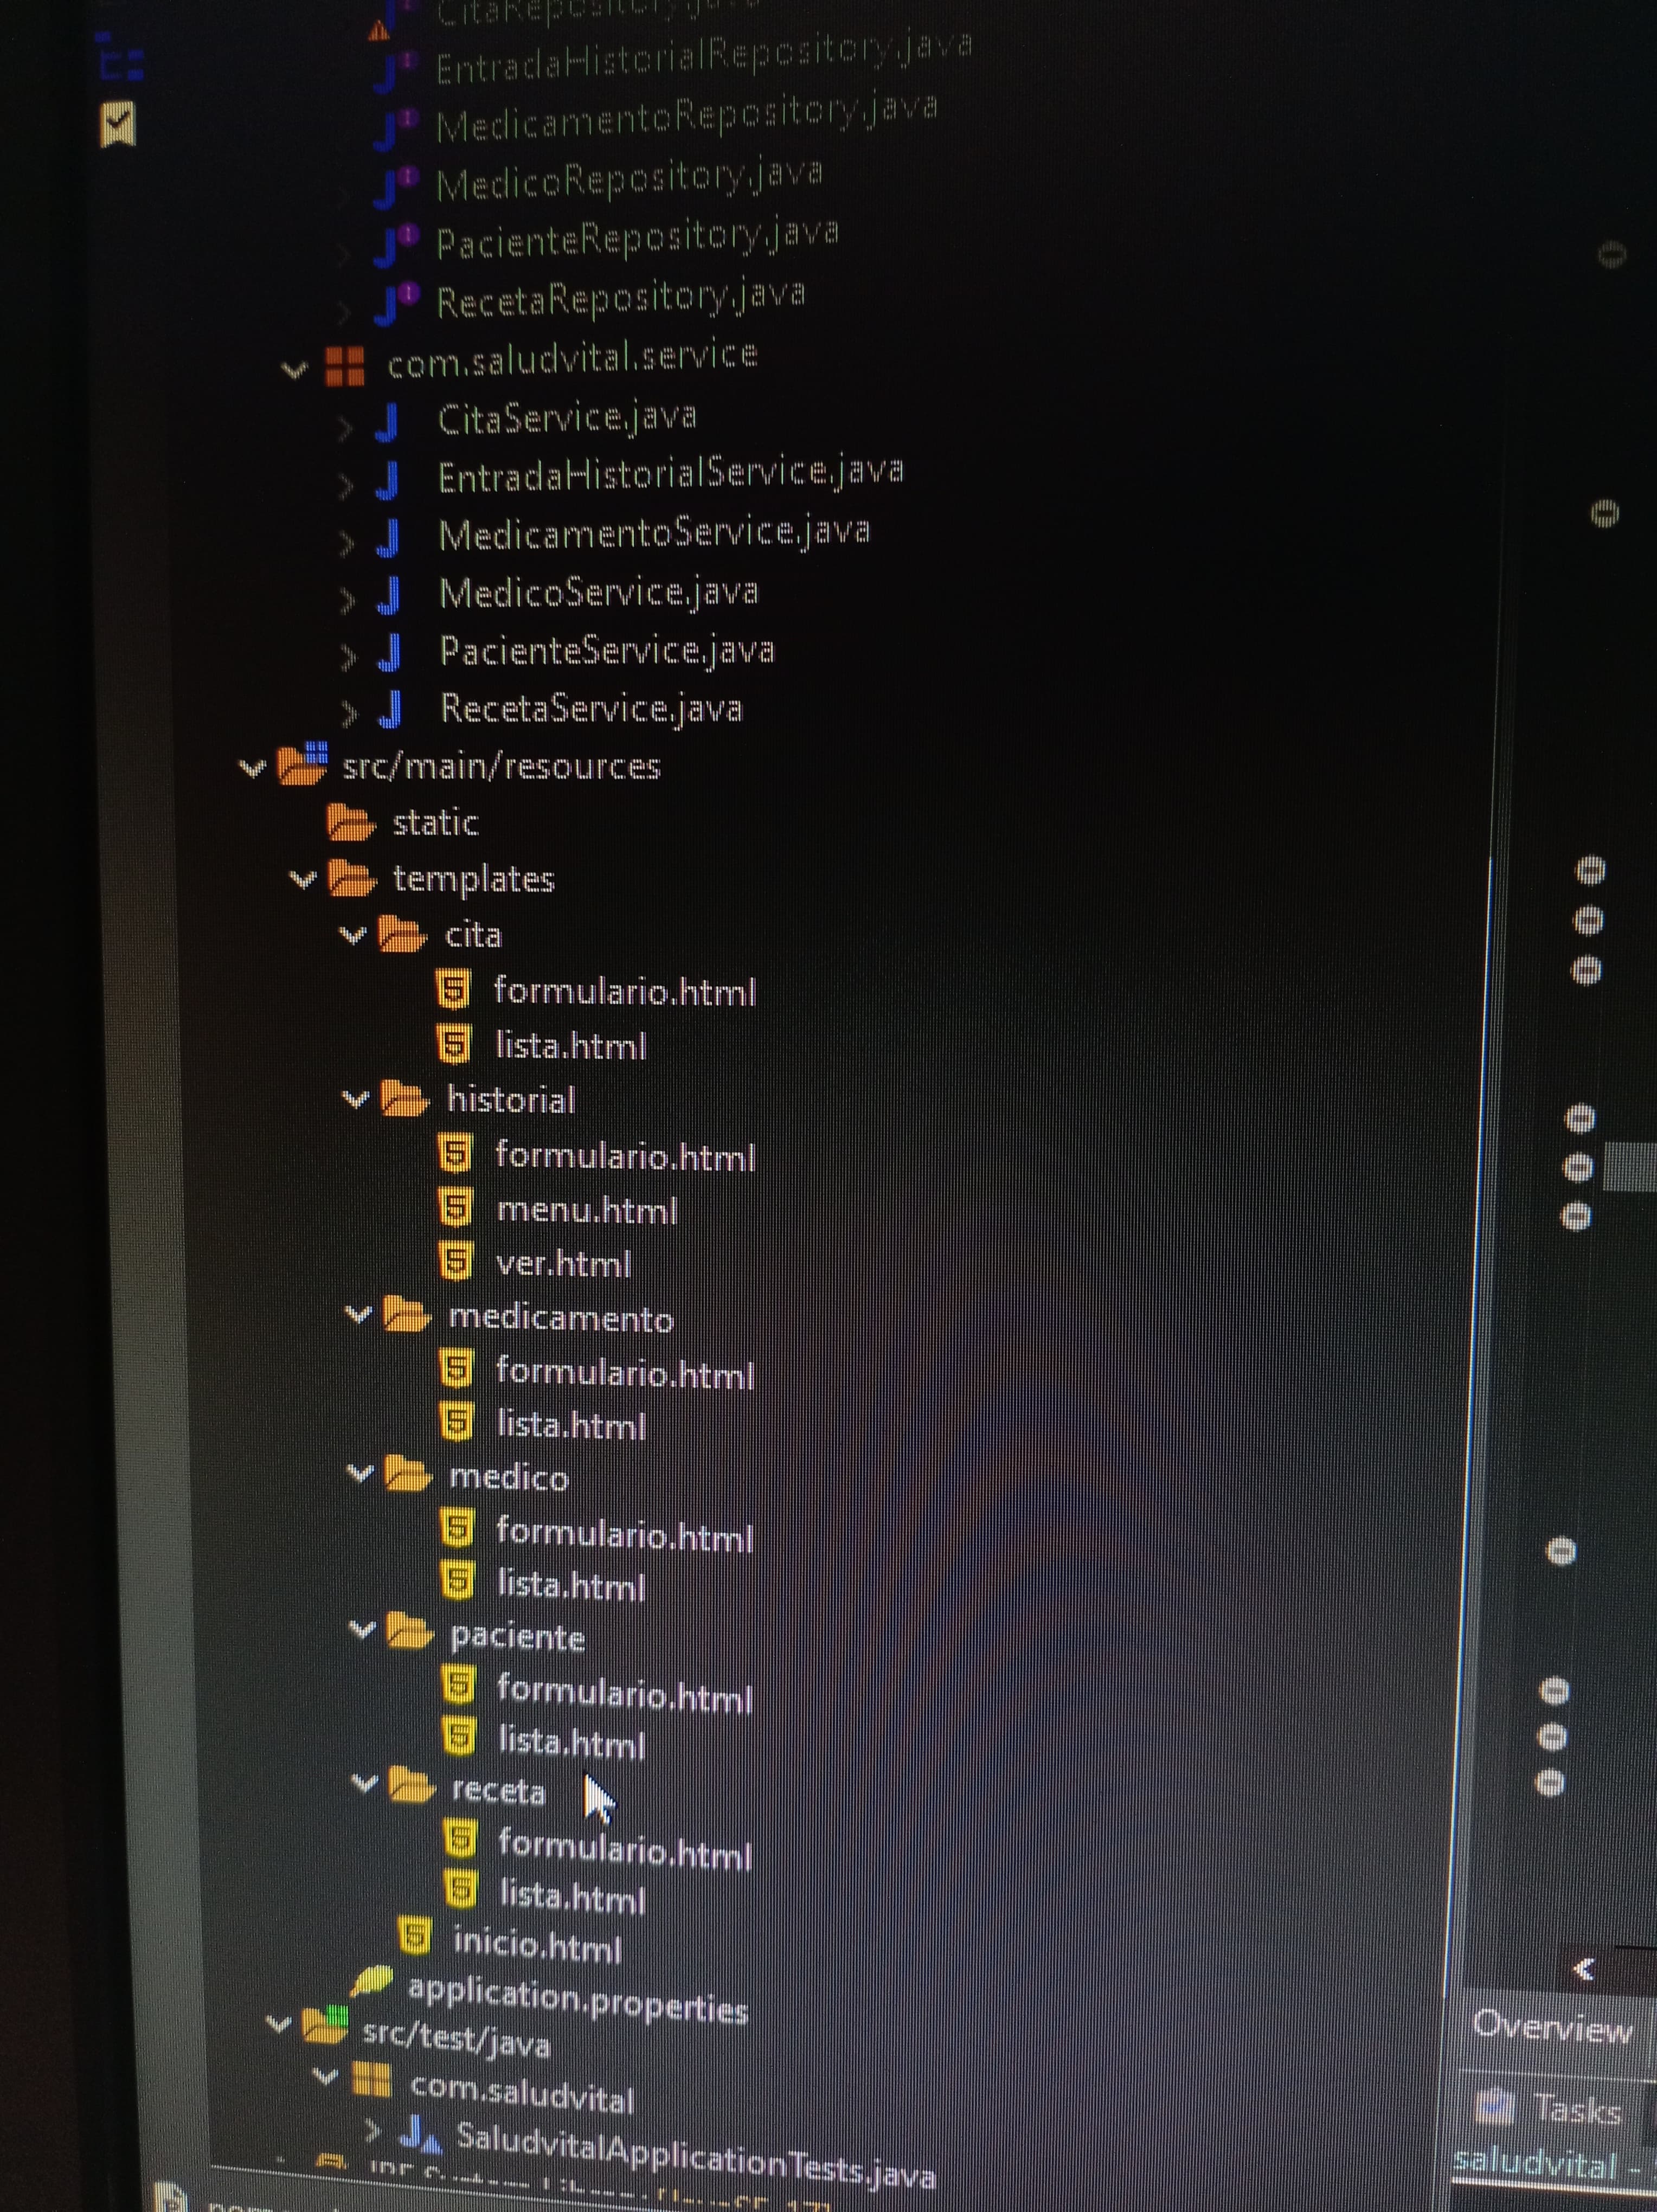 CitaRepository.java
EntradaHistorialRepository.java
MedicamentoRepository.java
MedicoRepository.java
PacienteRepository.java
RecetaRepository.java
com.saludvital.service
CitaService.java
EntradaHistorialService.java
MedicamentoService.java
MedicoService.java
PacienteService.java
RecetaService.java
src/main/resources
static
templates
cita
formulario.html
lista.html
historial
formulario.html
menu.html
ver.html
medicamento
formulario.html
lista.html
medico
formulario.html
lista.html
paciente
formulario.html
lista.html
receta
formulario.html
lista.html
inicio.html
application.properties
src/test/java
com.saludvital
SaludvitalApplicationTests.java
Overview
Tasks
saludvital -